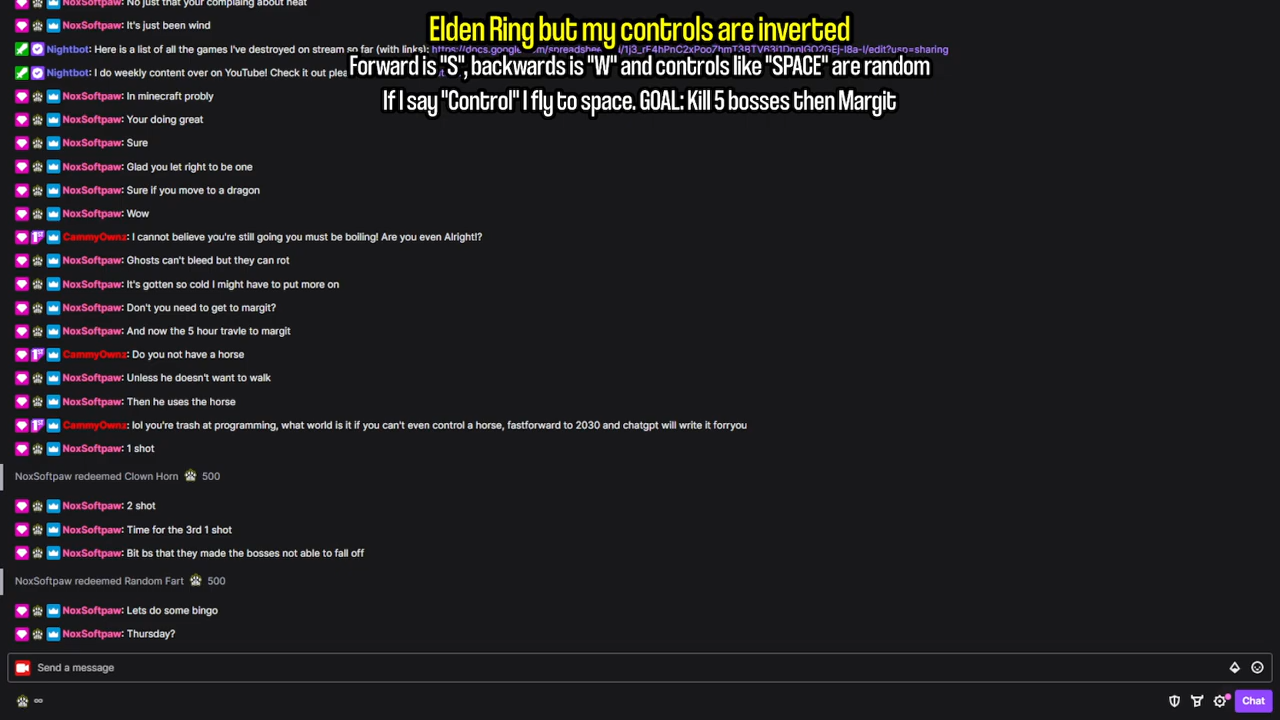 NoxSoftpaw: No just that your complaing about heat
Elden Ring but my controls are inverted
NoxSoftpaw: It's just been wind
Nightbot: Here is a list of all the games I've destroyed on stream so far (with links):
Forward is "S", backwards is "W" and controls like "SPACE" are random
Nightbot: I do weekly content over on YouTube! Check it out
If I say "Control" I fly to space. GOAL: Kill 5 bosses then Margit
NoxSoftpaw: In minecraft probly
NoxSoftpaw: Your doing great
NoxSoftpaw: Sure
NoxSoftpaw: Glad you let right to be one
NoxSoftpaw: Sure if you move to a dragon
NoxSoftpaw: Wow
CammyOwnz: I cannot believe you're still going you must be boiling! Are you even Alright!?
NoxSoftpaw: Ghosts can't bleed but they can rot
NoxSoftpaw: It's gotten so cold I might have to put more on
NoxSoftpaw: Don't you need to get to margit?
NoxSoftpaw: And now the 5 hour travle to margit
CammyOwnz: Do you not have a horse
NoxSoftpaw: Unless he doesn't want to walk
NoxSoftpaw: Then he uses the horse
CammyOwnz: lol you're trash at programming, what world is it if you can't even control a horse, fastforward to 2030 and chatgpt will write it forryou
NoxSoftpaw: 1 shot
NoxSoftpaw redeemed Clown Horn 500
NoxSoftpaw: 2 shot
NoxSoftpaw: Time for the 3rd 1 shot
NoxSoftpaw: Bit bs that they made the bosses not able to fall off
NoxSoftpaw redeemed Random Fart 500
NoxSoftpaw: Lets do some bingo
NoxSoftpaw: Thursday?
Send a message
∞
Chat